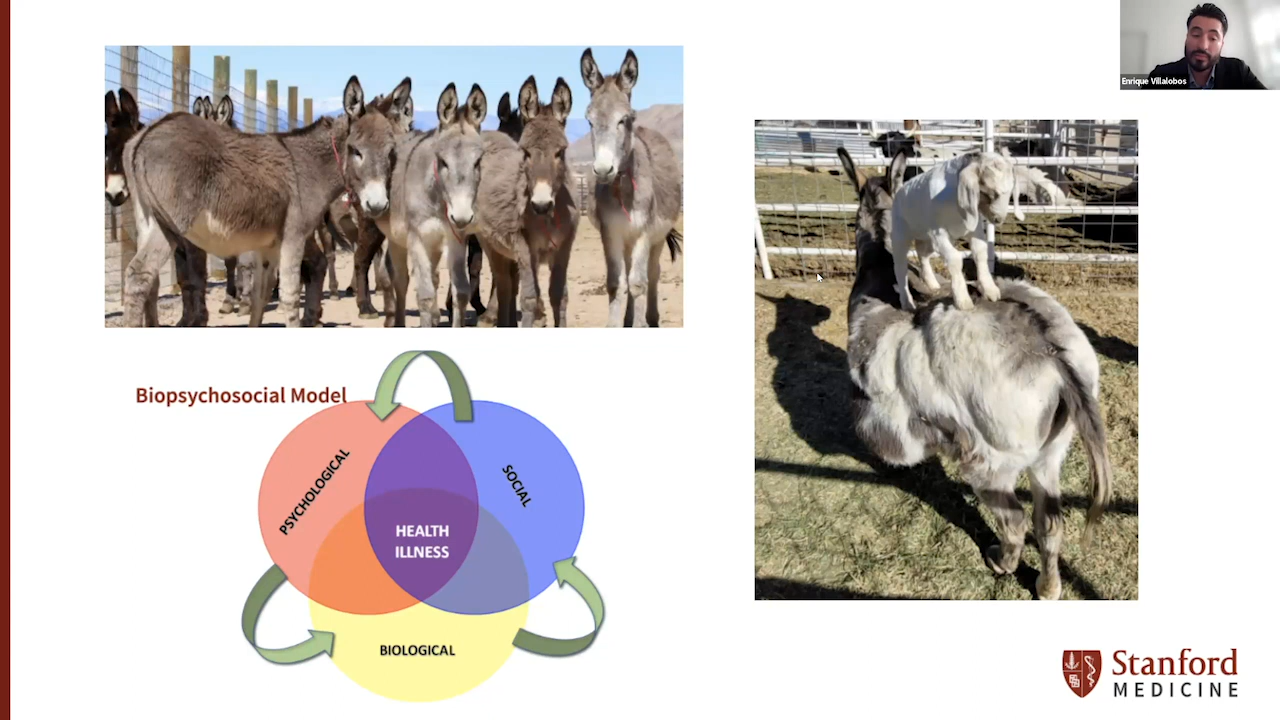 Enrique Villalobos
Biopsychosocial Model
PSYCHOLOGICAL
SOCIAL
HEALTH
ILLNESS
BIOLOGICAL
Stanford
MEDICINE